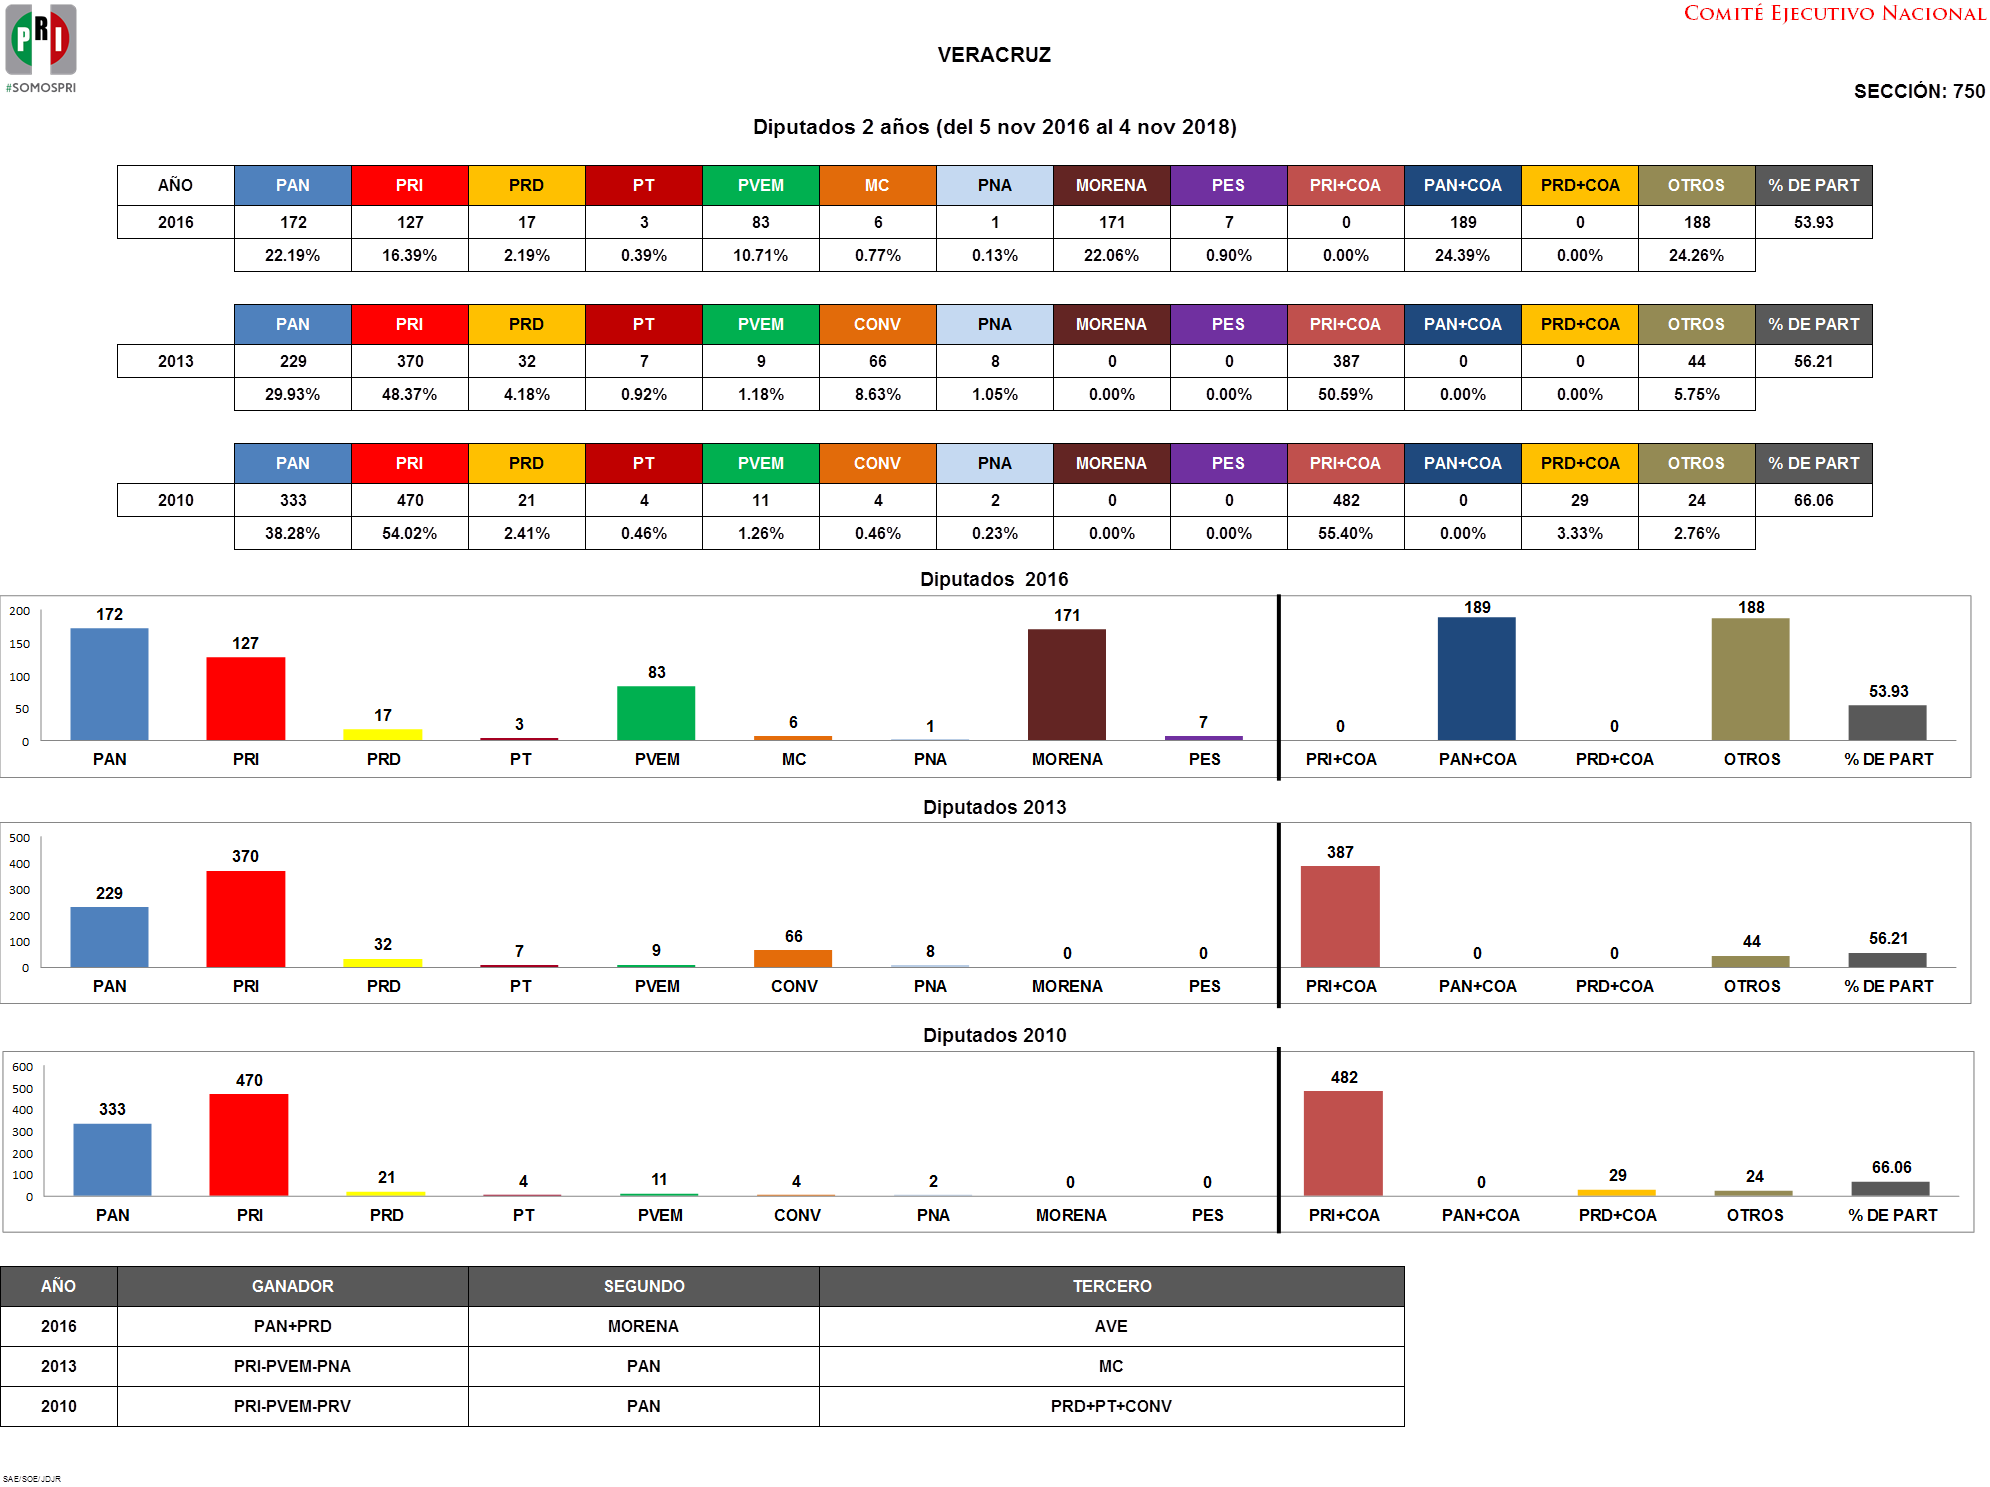 PRI
#SOMOSPRI
COMITÉ EJECUTIVO NACIONAL
VERACRUZ
SECCIÓN: 750
Diputados 2 años (del 5 nov 2016 al 4 nov 2018)
AÑO PAN PRI PRD PT PVEM MC PNA MORENA PES PRI+COA PAN+COA PRD+COA OTROS % DE PART
2016 172 127 17 3 83 6 1 171 7 0 189 0 188 53.93
22.19% 16.39% 2.19% 0.39% 10.71% 0.77% 0.13% 22.06% 0.90% 0.00% 24.39% 0.00% 24.26%
PAN PRI PRD PT PVEM CONV PNA MORENA PES PRI+COA PAN+COA PRD+COA OTROS % DE PART
2013 229 370 32 7 9 66 8 0 0 387 0 0 44 56.21
29.93% 48.37% 4.18% 0.92% 1.18% 8.63% 1.05% 0.00% 0.00% 50.59% 0.00% 0.00% 5.75%
PAN PRI PRD PT PVEM CONV PNA MORENA PES PRI+COA PAN+COA PRD+COA OTROS % DE PART
2010 333 470 21 4 11 4 2 0 0 482 0 29 24 66.06
38.28% 54.02% 2.41% 0.46% 1.26% 0.46% 0.23% 0.00% 0.00% 55.40% 0.00% 3.33% 2.76%
Diputados 2016
200
150
100
50
0
172 127 17 3 83 6 1 171 7 0 189 0 188 53.93
PAN PRI PRD PT PVEM MC PNA MORENA PES PRI+COA PAN+COA PRD+COA OTROS % DE PART
Diputados 2013
500
400
300
200
100
0
229 370 32 7 9 66 8 0 0 387 0 0 44 56.21
PAN PRI PRD PT PVEM CONV PNA MORENA PES PRI+COA PAN+COA PRD+COA OTROS % DE PART
Diputados 2010
600
500
400
300
200
100
0
333 470 21 4 11 4 2 0 0 482 0 29 24 66.06
PAN PRI PRD PT PVEM CONV PNA MORENA PES PRI+COA PAN+COA PRD+COA OTROS % DE PART
AÑO GANADOR SEGUNDO TERCERO
2016 PAN+PRD MORENA AVE
2013 PRI-PVEM-PNA PAN MC
2010 PRI-PVEM-PRV PAN PRD+PT+CONV
SAE/SOE/JDJR